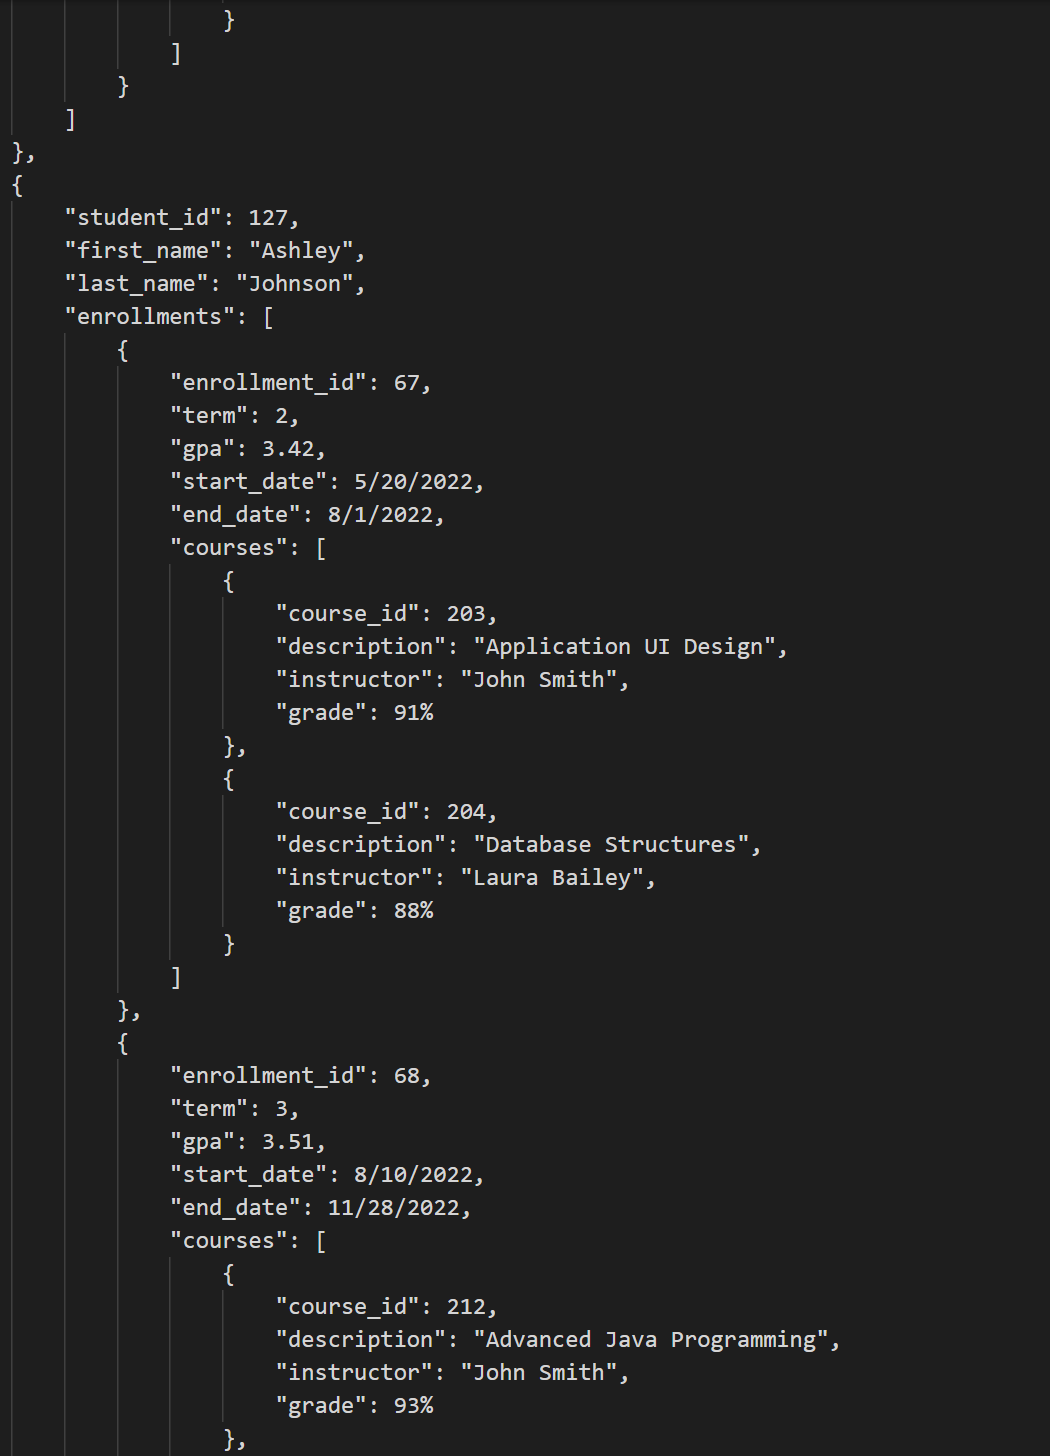 }
]
}
]
},
{
"student_id": 127,
"first_name": "Ashley",
"last_name": "Johnson",
"enrollments": [
{
"enrollment_id": 67,
"term": 2,
"gpa": 3.42,
"start_date": 5/20/2022,
"end_date": 8/1/2022,
"courses": [
{
"course_id": 203,
"description": "Application UI Design",
"instructor": "John Smith",
"grade": 91%
},
{
"course_id": 204,
"description": "Database Structures",
"instructor": "Laura Bailey",
"grade": 88%
}
]
},
{
"enrollment_id": 68,
"term": 3,
"gpa": 3.51,
"start_date": 8/10/2022,
"end_date": 11/28/2022,
"courses": [
{
"course_id": 212,
"description": "Advanced Java Programming",
"instructor": "John Smith",
"grade": 93%
},